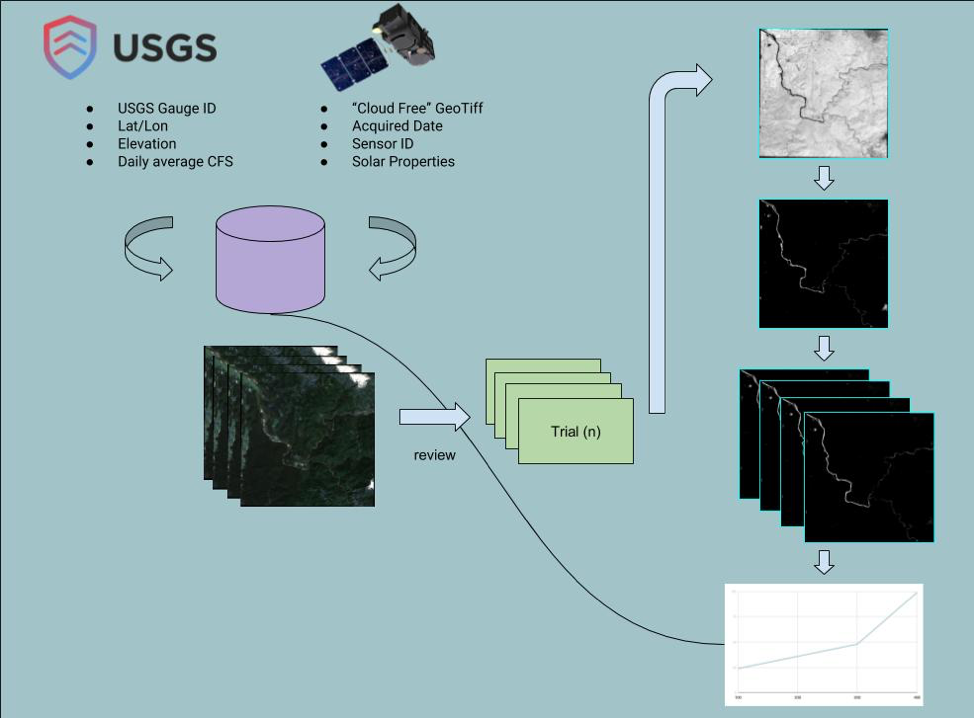 USGS
● USGS Gauge ID
● Lat/Lon
● Elevation
● Daily average CFS
● “Cloud Free” GeoTiff
● Acquired Date
● Sensor ID
● Solar Properties
review
Trial (n)